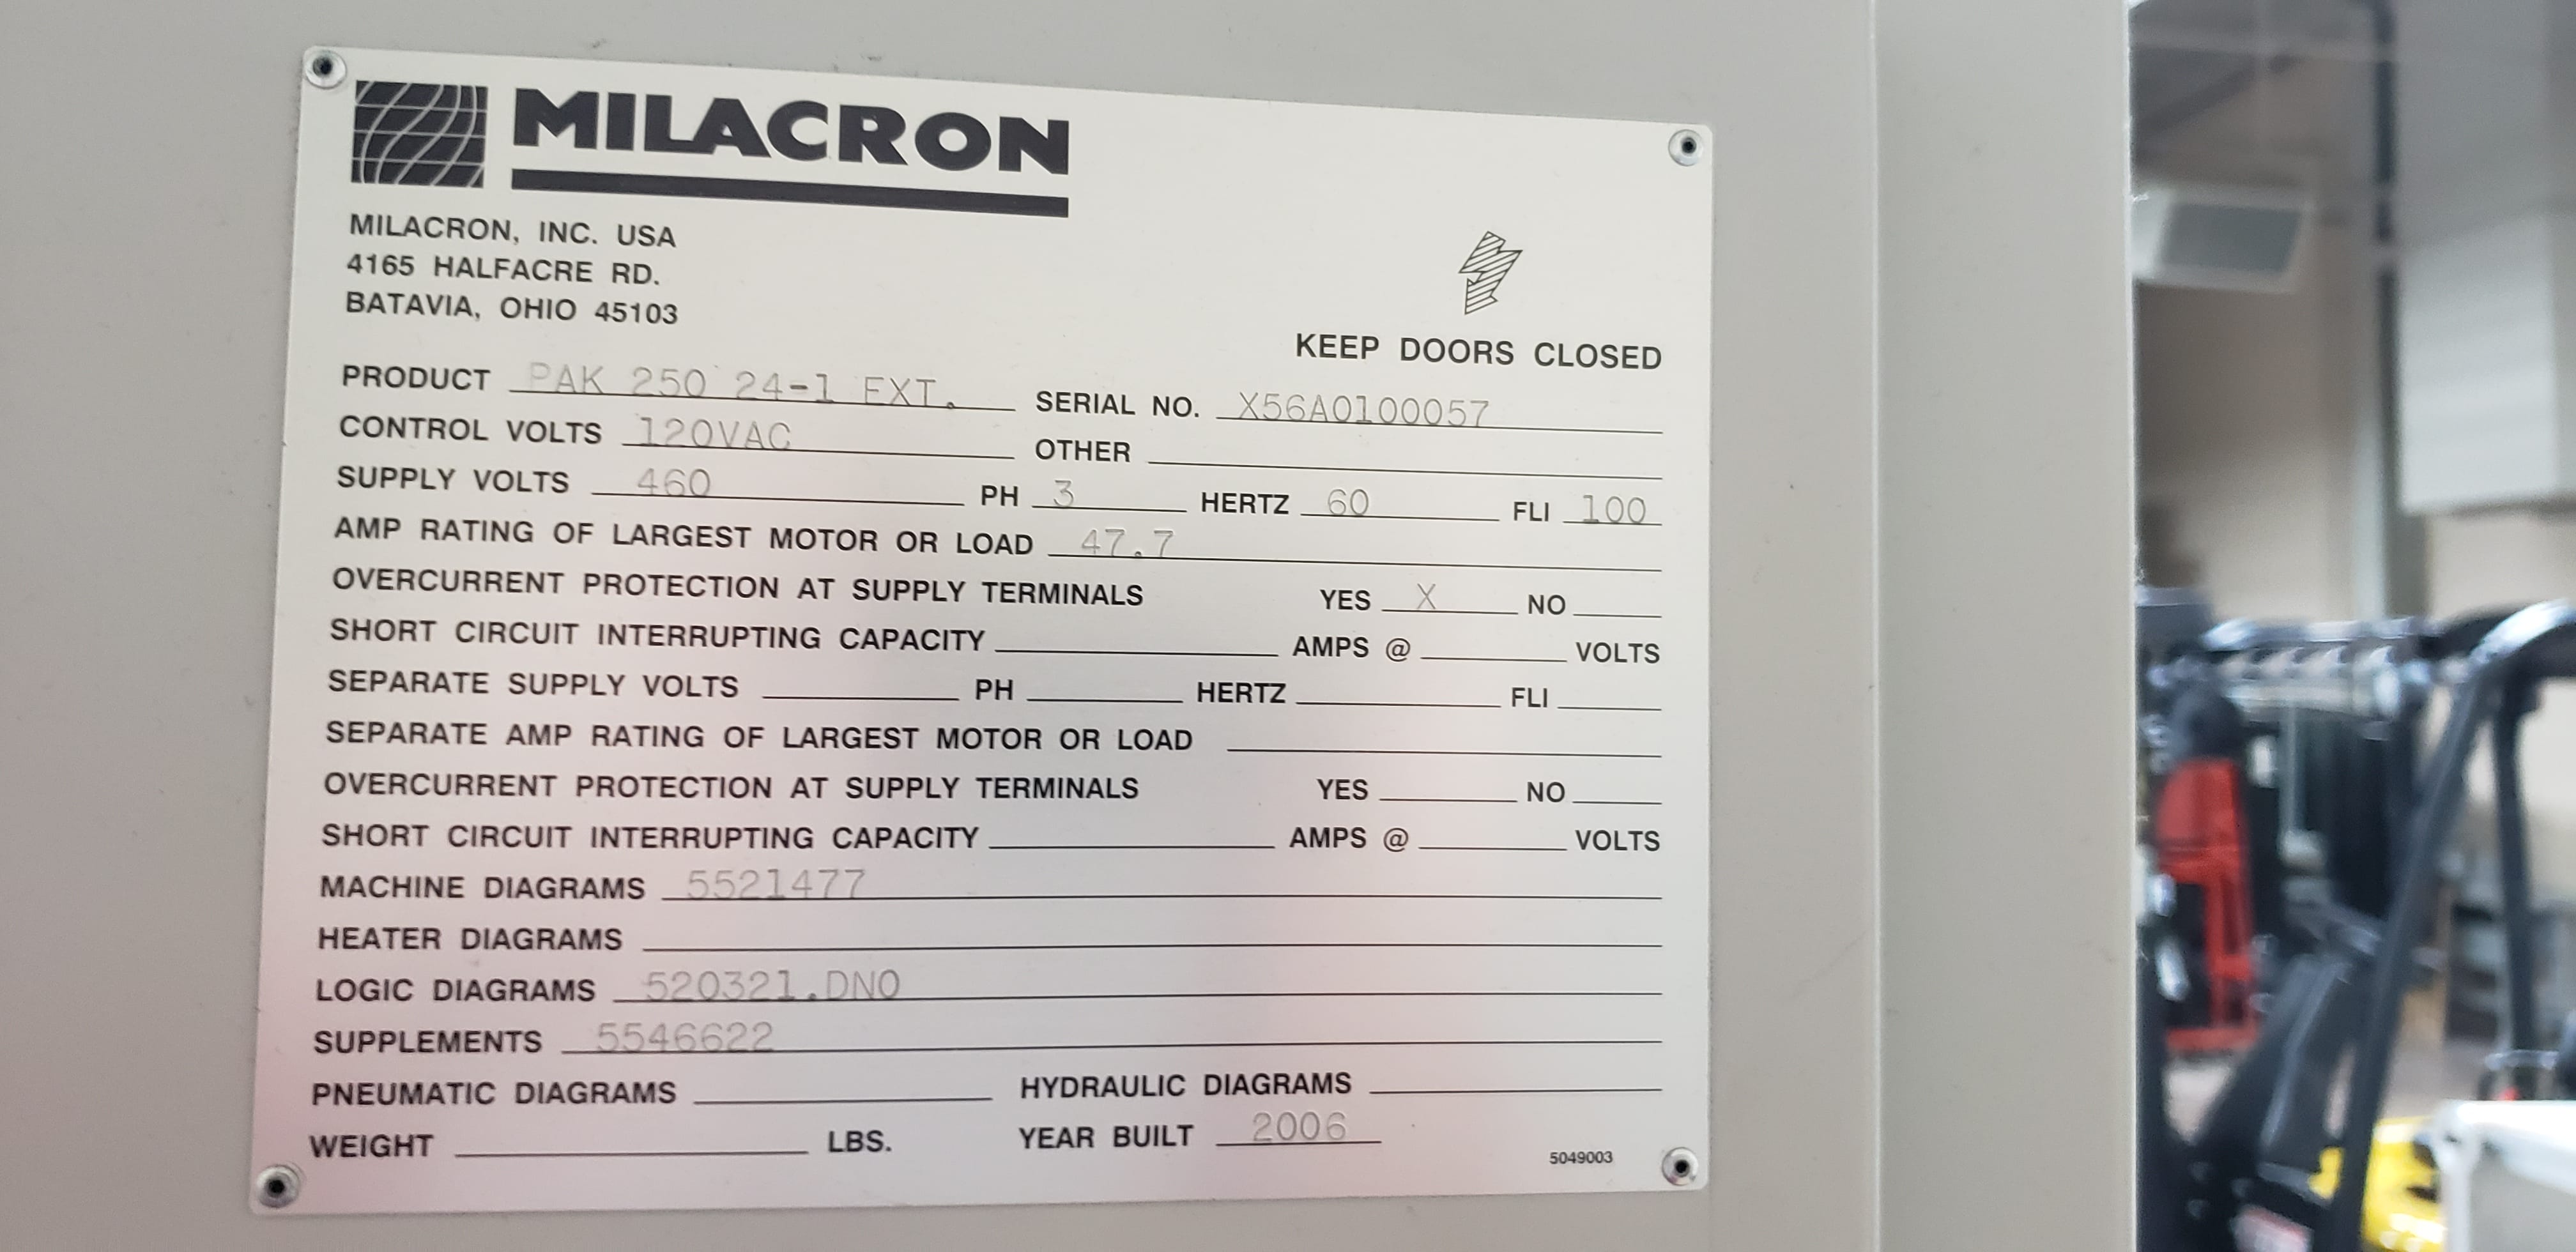 MILACRON
MILACRON, INC. USA
4165 HALFACRE RD.
BATAVIA, OHIO 45103
KEEP DOORS CLOSED
PRODUCT PAK 250 24-1 EXT. SERIAL NO. X56A0100057
CONTROL VOLTS 120VAC OTHER
SUPPLY VOLTS 460 PH 3 HERTZ 60 FLI 100
AMP RATING OF LARGEST MOTOR OR LOAD 47.7
OVERCURRENT PROTECTION AT SUPPLY TERMINALS YES X NO
SHORT CIRCUIT INTERRUPTING CAPACITY AMPS @ VOLTS
SEPARATE SUPPLY VOLTS PH HERTZ FLI
SEPARATE AMP RATING OF LARGEST MOTOR OR LOAD
OVERCURRENT PROTECTION AT SUPPLY TERMINALS YES NO
SHORT CIRCUIT INTERRUPTING CAPACITY AMPS @ VOLTS
MACHINE DIAGRAMS 5521477
HEATER DIAGRAMS
LOGIC DIAGRAMS 520321.DNO
SUPPLEMENTS 5546622
PNEUMATIC DIAGRAMS HYDRAULIC DIAGRAMS
WEIGHT LBS. YEAR BUILT 2006
5049003